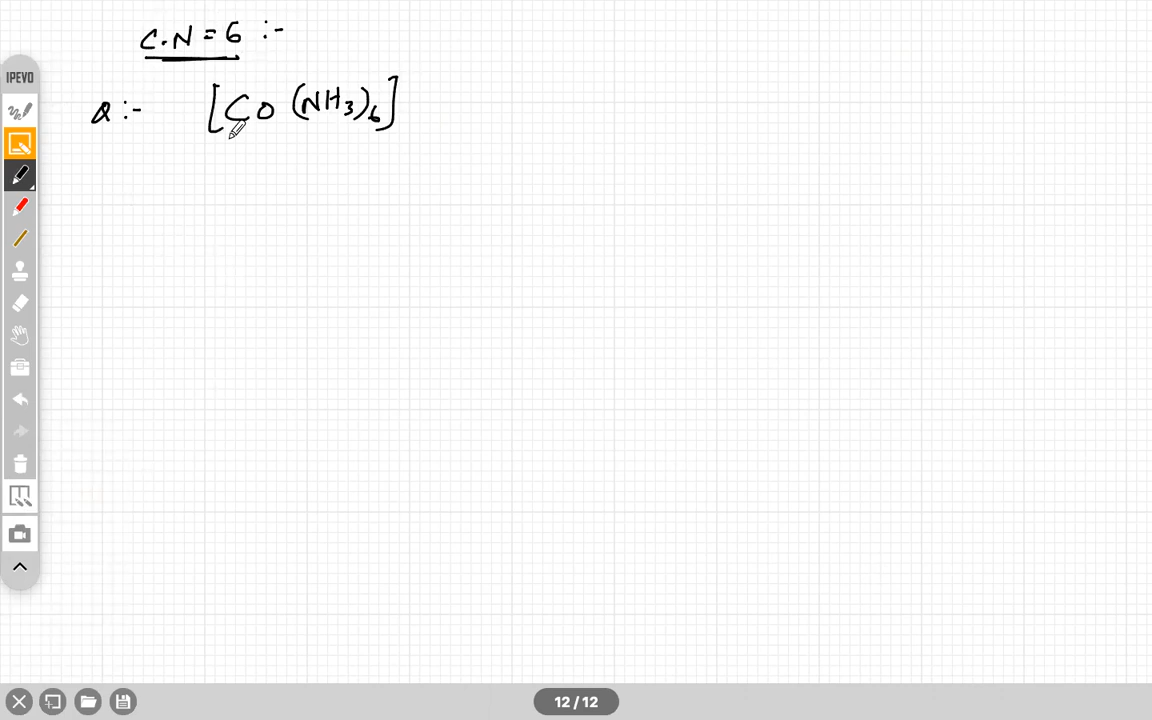 C.N = 6 :-
IPEVO
Q :- [CO (NH3)6]
12 / 12